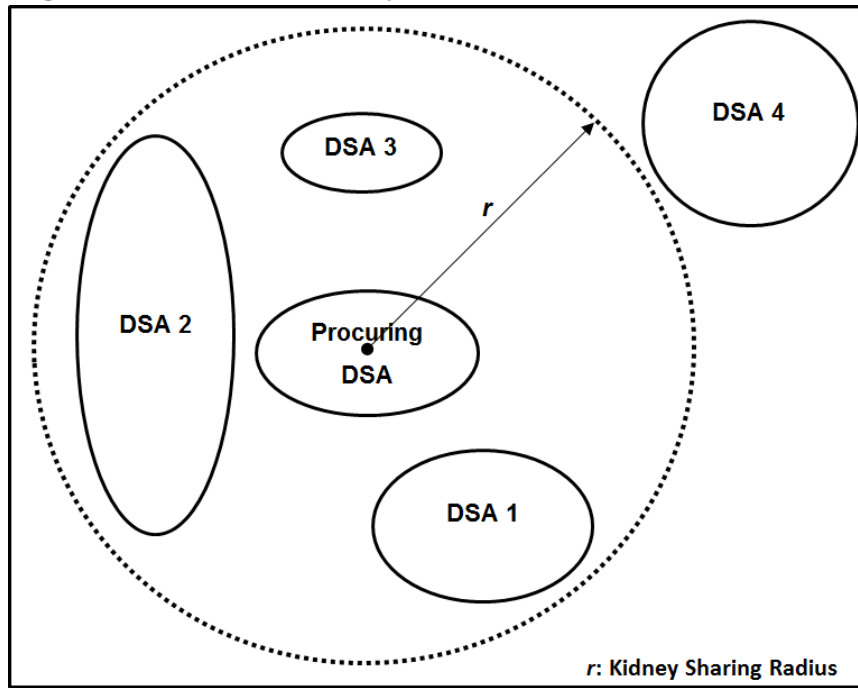 DSA 4
DSA 3
r
DSA 2
Procuring
DSA
DSA 1
r: Kidney Sharing Radius